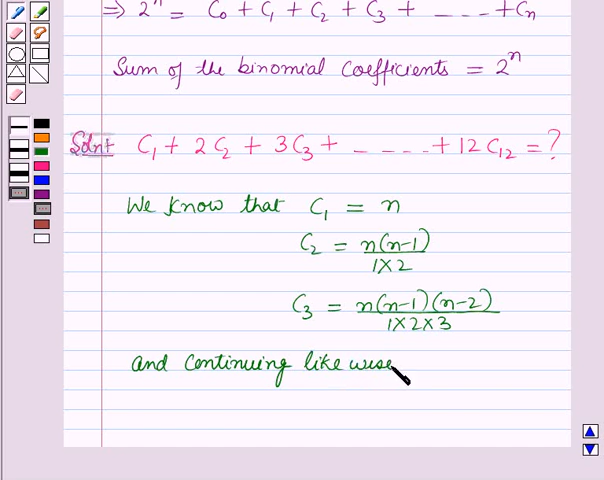 ⇒ 2ⁿ = C₀ + C₁ + C₂ + C₃ + ------ + Cn
Sum of the binomial coefficients = 2ⁿ
Soln:- C₁ + 2C₂ + 3C₃ + ------ + 12C₁₂ = ?
We know that C₁ = n
C₂ = n(n-1) / 1×2
C₃ = n(n-1)(n-2) / 1×2×3
and continuing like wise